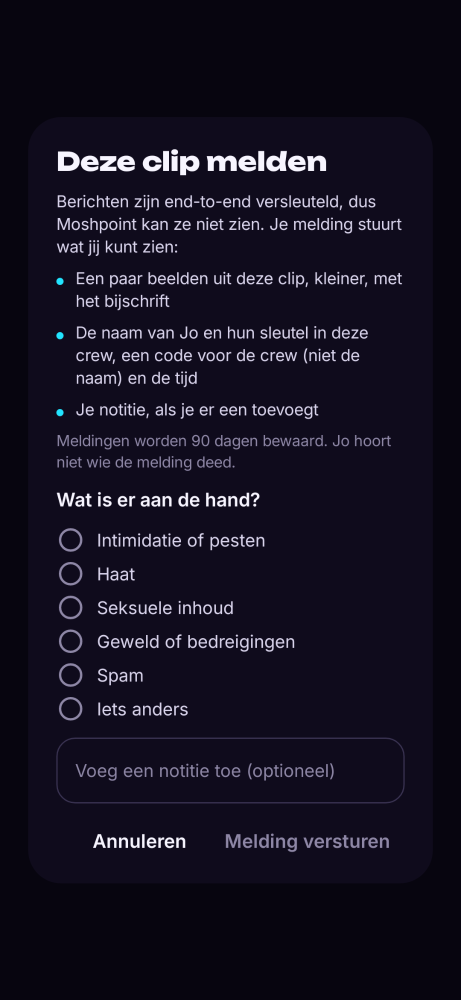 Deze clip melden
Berichten zijn end-to-end versleuteld, dus
Moshpoint kan ze niet zien. Je melding stuurt
wat jij kunt zien:
Een paar beelden uit deze clip, kleiner, met
het bijschrift
De naam van Jo en hun sleutel in deze
crew, een code voor de crew (niet de
naam) en de tijd
Je notitie, als je er een toevoegt
Meldingen worden 90 dagen bewaard. Jo hoort
niet wie de melding deed.
Wat is er aan de hand?
Intimidatie of pesten
Haat
Seksuele inhoud
Geweld of bedreigingen
Spam
Iets anders
Voeg een notitie toe (optioneel)
Annuleren Melding versturen